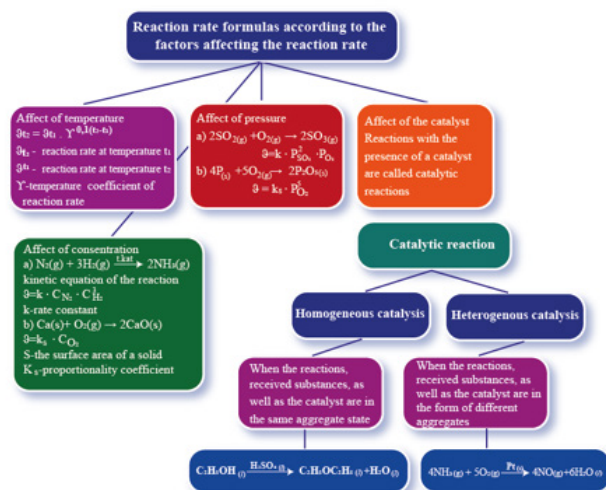 Reaction rate formulas according to the
factors affecting the reaction rate
Affect of temperature
ϑt₂ = ϑt₁ . ϒ^0,1(t₂-t₁)
ϑt₂ - reaction rate at temperature t₁
ϑt₁ - reaction rate at temperature t₂
ϒ-temperature coefficient of
reaction rate
Affect of pressure
a) 2SO₂(g) +O₂(g) → 2SO₃(g)
ϑ=k · P²SO₂ · PO₂
b) 4P(s) +5O₂(g)→ 2P₂O₅(s)
ϑ = kₛ · P⁵O₂
Affect of the catalyst
Reactions with the
presence of a catalyst
are called catalytic
reactions
Affect of consentration
a) N₂(g) + 3H₂(g) t,kat→ 2NH₃(g)
kinetic equation of the reaction
ϑ=k · C N₂ · C³H₂
k-rate constant
b) Ca(s)+ O₂(g) → 2CaO(s)
ϑ=kₛ · CO₂
S-the surface area of a solid
Kₛ-proportionality coefficient
Catalytic reaction
Homogeneous catalysis
Heterogenous catalysis
When the reactions,
received substances, as
well as the catalyst are in
the same aggregate state
When the reactions,
received substances, as
well as the catalyst are in
the form of different
aggregates
C₂H₅OH (l) H₂SO₄ (l)→ C₂H₅OC₂H₅ (l) +H₂O (l)
4NH₃(g) + 5O₂(g) Pt(s)→ 4NO(g)+6H₂O(l)